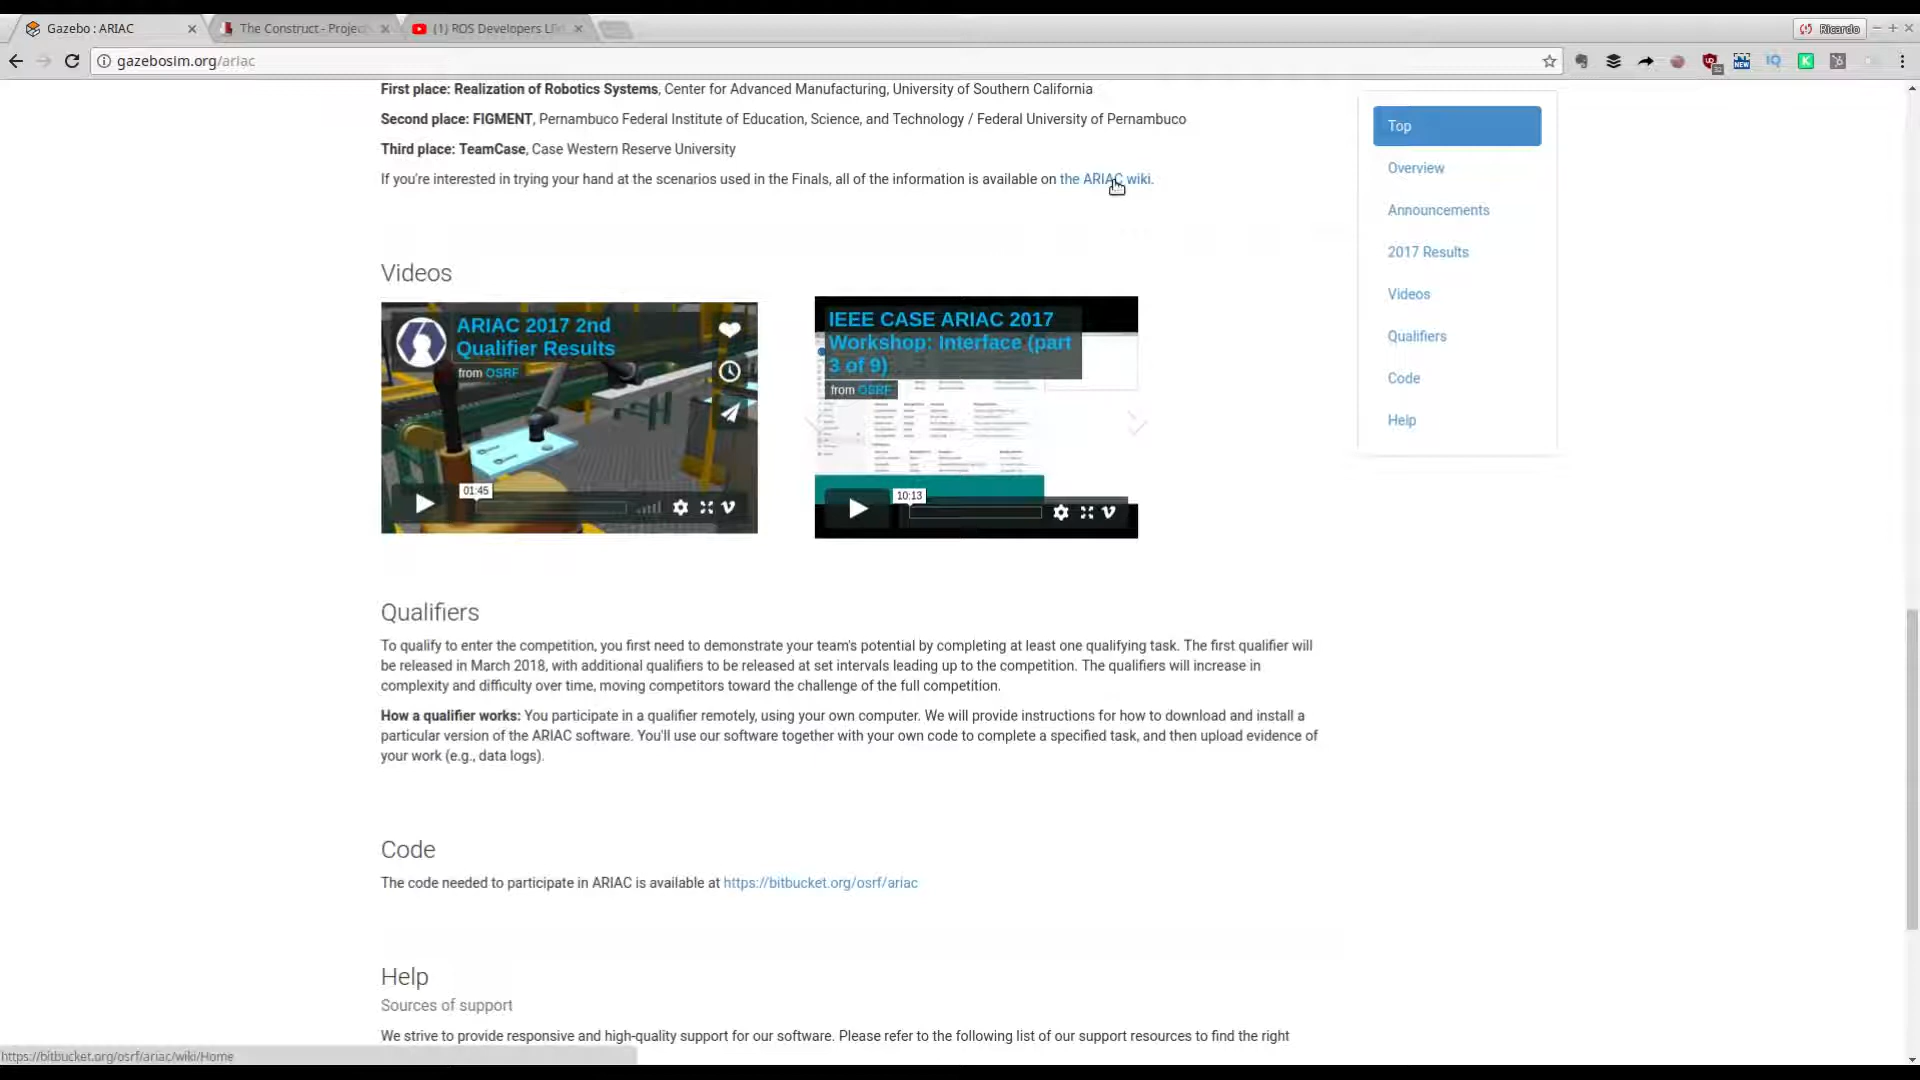 Gazebo : ARIAC
The Construct - Projec
(1) ROS Developers LI
Ricardo
gazebosim.org/ariac
First place: Realization of Robotics Systems, Center for Advanced Manufacturing, University of Southern California
Second place: FIGMENT, Pernambuco Federal Institute of Education, Science, and Technology / Federal University of Pernambuco
Third place: TeamCase, Case Western Reserve University
If you're interested in trying your hand at the scenarios used in the Finals, all of the information is available on the ARIAC wiki.
Top
Overview
Announcements
2017 Results
Videos
Qualifiers
Code
Help
Videos
ARIAC 2017 2nd
Qualifier Results
from OSRF
01:45
IEEE CASE ARIAC 2017
Workshop: Interface (part
3 of 9)
from OSRF
10:13
Qualifiers
To qualify to enter the competition, you first need to demonstrate your team's potential by completing at least one qualifying task. The first qualifier will
be released in March 2018, with additional qualifiers to be released at set intervals leading up to the competition. The qualifiers will increase in
complexity and difficulty over time, moving competitors toward the challenge of the full competition.
How a qualifier works: You participate in a qualifier remotely, using your own computer. We will provide instructions for how to download and install a
particular version of the ARIAC software. You'll use our software together with your own code to complete a specified task, and then upload evidence of
your work (e.g., data logs).
Code
The code needed to participate in ARIAC is available at https://bitbucket.org/osrf/ariac
Help
Sources of support
We strive to provide responsive and high-quality support for our software. Please refer to the following list of our support resources to find the right
https://bitbucket.org/osrf/ariac/wiki/Home